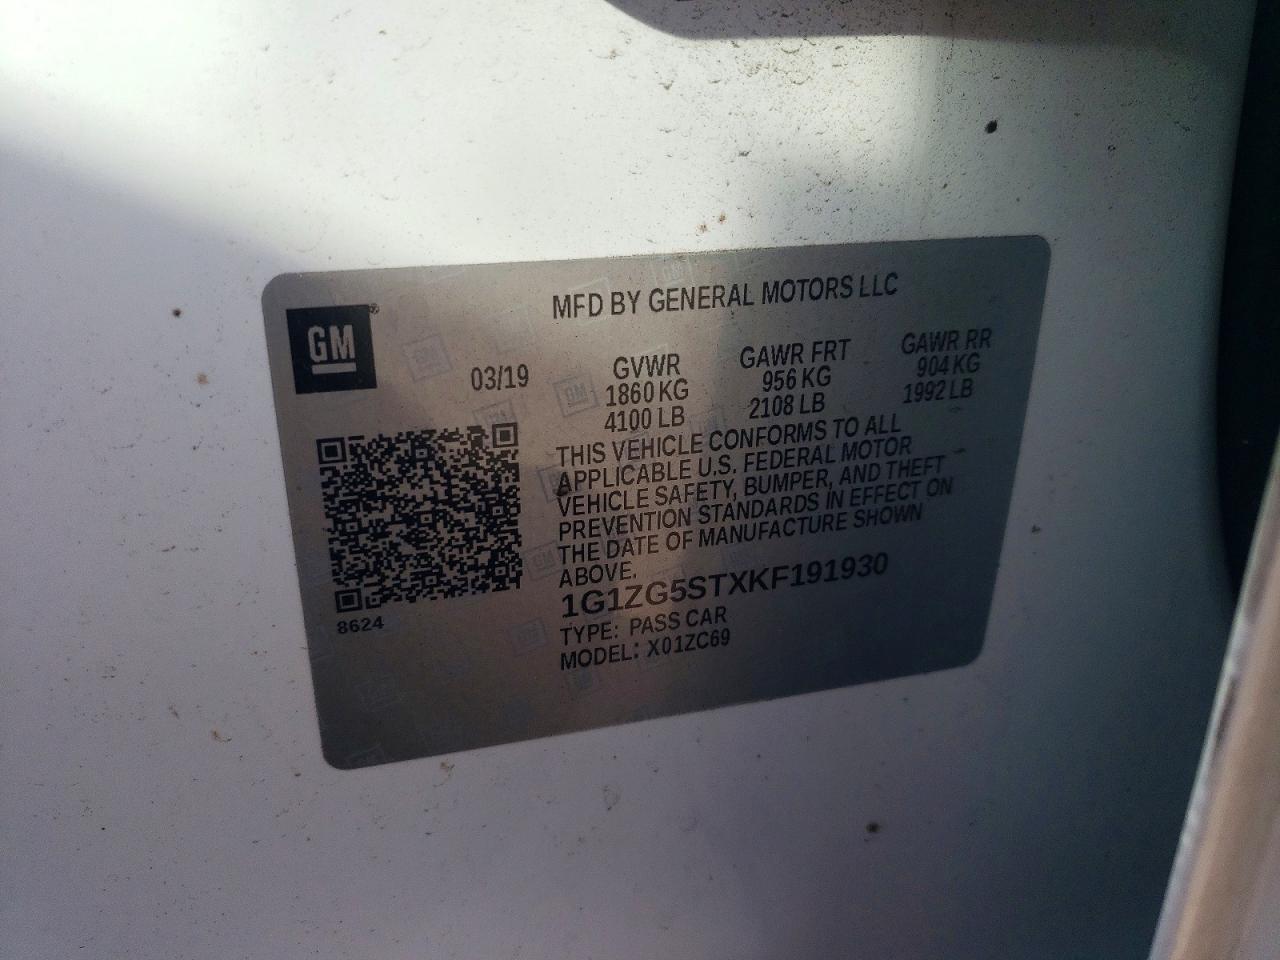 MFD BY GENERAL MOTORS LLC
GM®
03/19
GVWR
1860 KG
4100 LB
GAWR FRT
956 KG
2108 LB
GAWR RR
904 KG
1992 LB
THIS VEHICLE CONFORMS TO ALL
APPLICABLE U.S. FEDERAL MOTOR
VEHICLE SAFETY, BUMPER, AND THEFT
PREVENTION STANDARDS IN EFFECT ON
THE DATE OF MANUFACTURE SHOWN
ABOVE.
1G1ZG5STXKF191930
TYPE: PASS CAR
MODEL: X01ZC69
8624